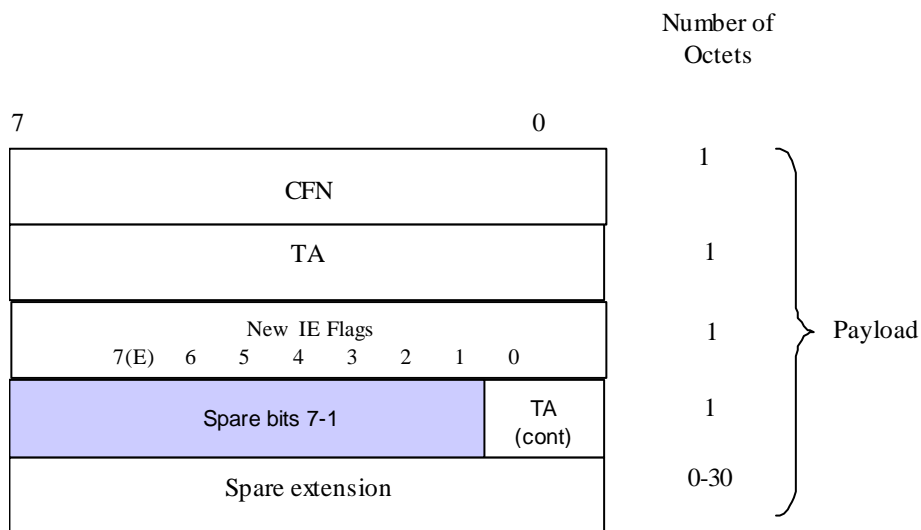 Number of
Octets
7 0
CFN 1
TA 1
New IE Flags
7(E) 6 5 4 3 2 1 0
1
Payload
Spare bits 7-1
TA
(cont)
1
Spare extension
0-30